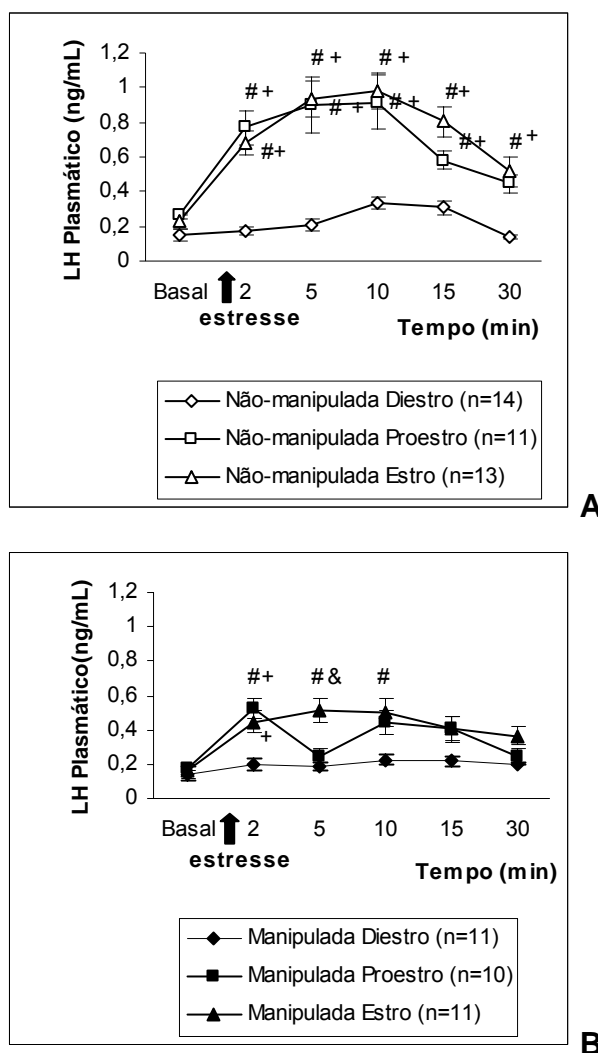 1,2
# +
# +
1
# +
#+
# +
# +
0,8
#+
# +
#+
0,6
0,4
0,2
0
LH Plasmático (ng/mL)
Basal 2 5 10 15 30
estresse
Tempo (min)
Não-manipulada Diestro (n=14)
Não-manipulada Proestro (n=11)
Não-manipulada Estro (n=13)
A
1,2
1
0,8
#+ #& #
0,6
0,4
+
0,2
0
LH Plasmático(ng/mL)
Basal 2 5 10 15 30
estresse
Tempo (min)
Manipulada Diestro (n=11)
Manipulada Proestro (n=10)
Manipulada Estro (n=11)
B